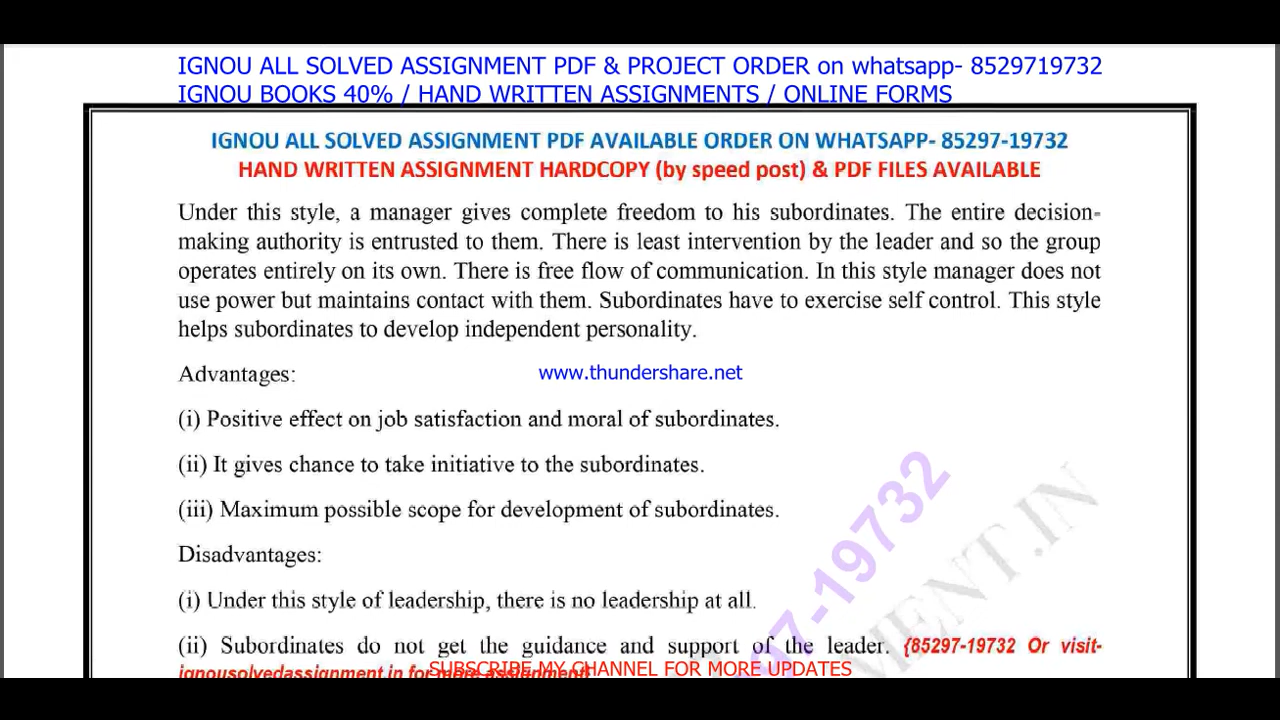 IGNOU ALL SOLVED ASSIGNMENT PDF & PROJECT ORDER on whatsapp- 8529719732
IGNOU BOOKS 40% / HAND WRITTEN ASSIGNMENTS / ONLINE FORMS
IGNOU ALL SOLVED ASSIGNMENT PDF AVAILABLE ORDER ON WHATSAPP- 85297-19732
HAND WRITTEN ASSIGNMENT HARDCOPY (by speed post) & PDF FILES AVAILABLE
Under this style, a manager gives complete freedom to his subordinates. The entire decision-
making authority is entrusted to them. There is least intervention by the leader and so the group
operates entirely on its own. There is free flow of communication. In this style manager does not
use power but maintains contact with them. Subordinates have to exercise self control. This style
helps subordinates to develop independent personality.
Advantages:
www.thundershare.net
(i) Positive effect on job satisfaction and moral of subordinates.
(ii) It gives chance to take initiative to the subordinates.
(iii) Maximum possible scope for development of subordinates.
Disadvantages:
(i) Under this style of leadership, there is no leadership at all.
(ii) Subordinates do not get the guidance and support of the leader. {85297-19732 Or visit-
ignousolvedassignment.in for more assignment}
SUBSCRIBE MY CHANNEL FOR MORE UPDATES
97-19732
MENT.IN